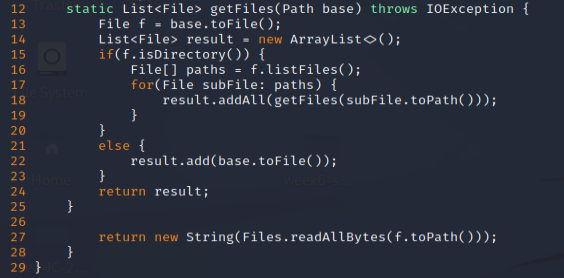 12     static List<File> getFiles(Path base) throws IOException {
13         File f = base.toFile();
14         List<File> result = new ArrayList<>();
15         if(f.isDirectory()) {
16             File[] paths = f.listFiles();
17             for(File subFile: paths) {
18                 result.addAll(getFiles(subFile.toPath()));
19             }
20         }
21         else {
22             result.add(base.toFile());
23         }
24         return result;
25     }
26
27         return new String(Files.readAllBytes(f.toPath()));
28     }
29 }
System
Home